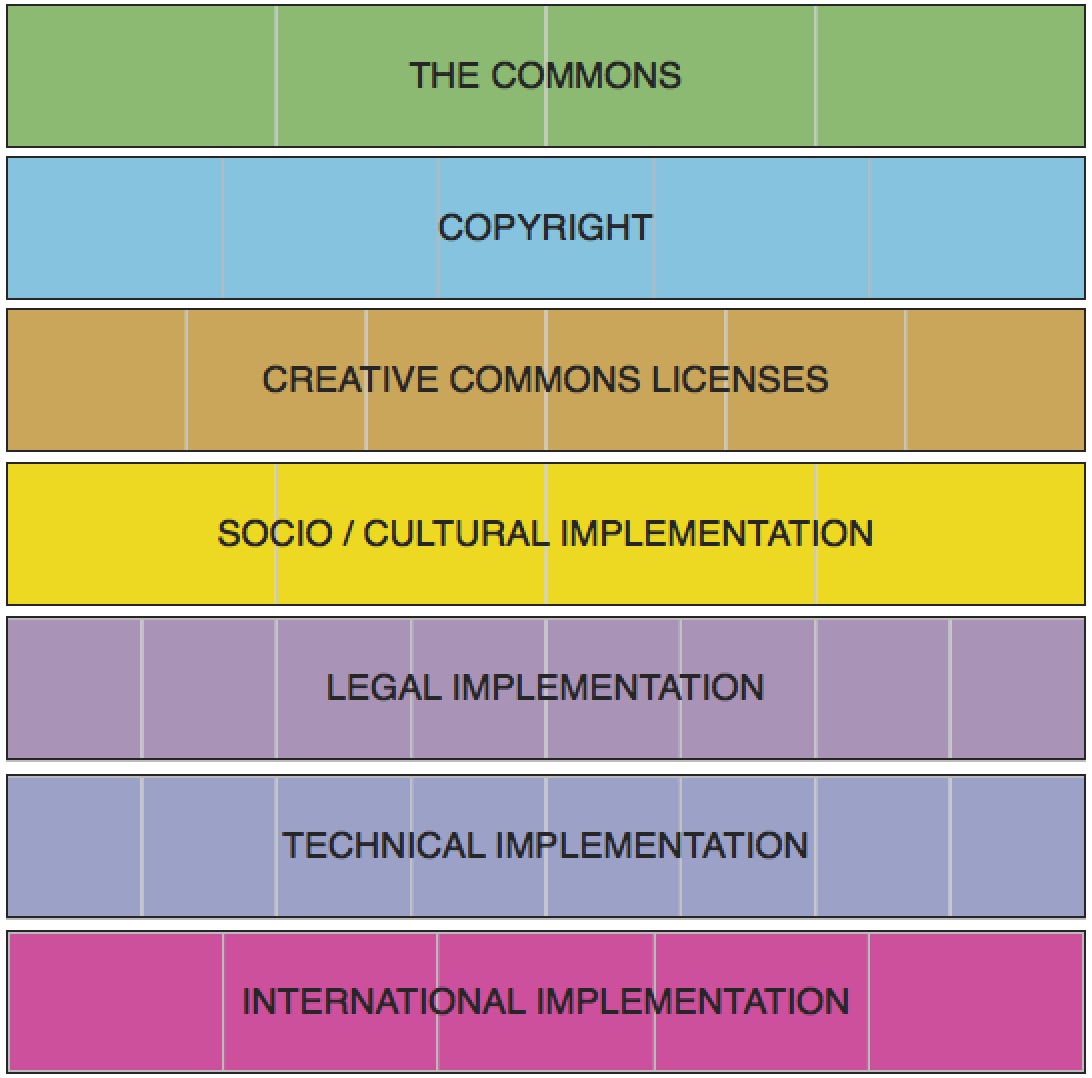 THE COMMONS
COPYRIGHT
CREATIVE COMMONS LICENSES
SOCIO / CULTURAL IMPLEMENTATION
LEGAL IMPLEMENTATION
TECHNICAL IMPLEMENTATION
INTERNATIONAL IMPLEMENTATION